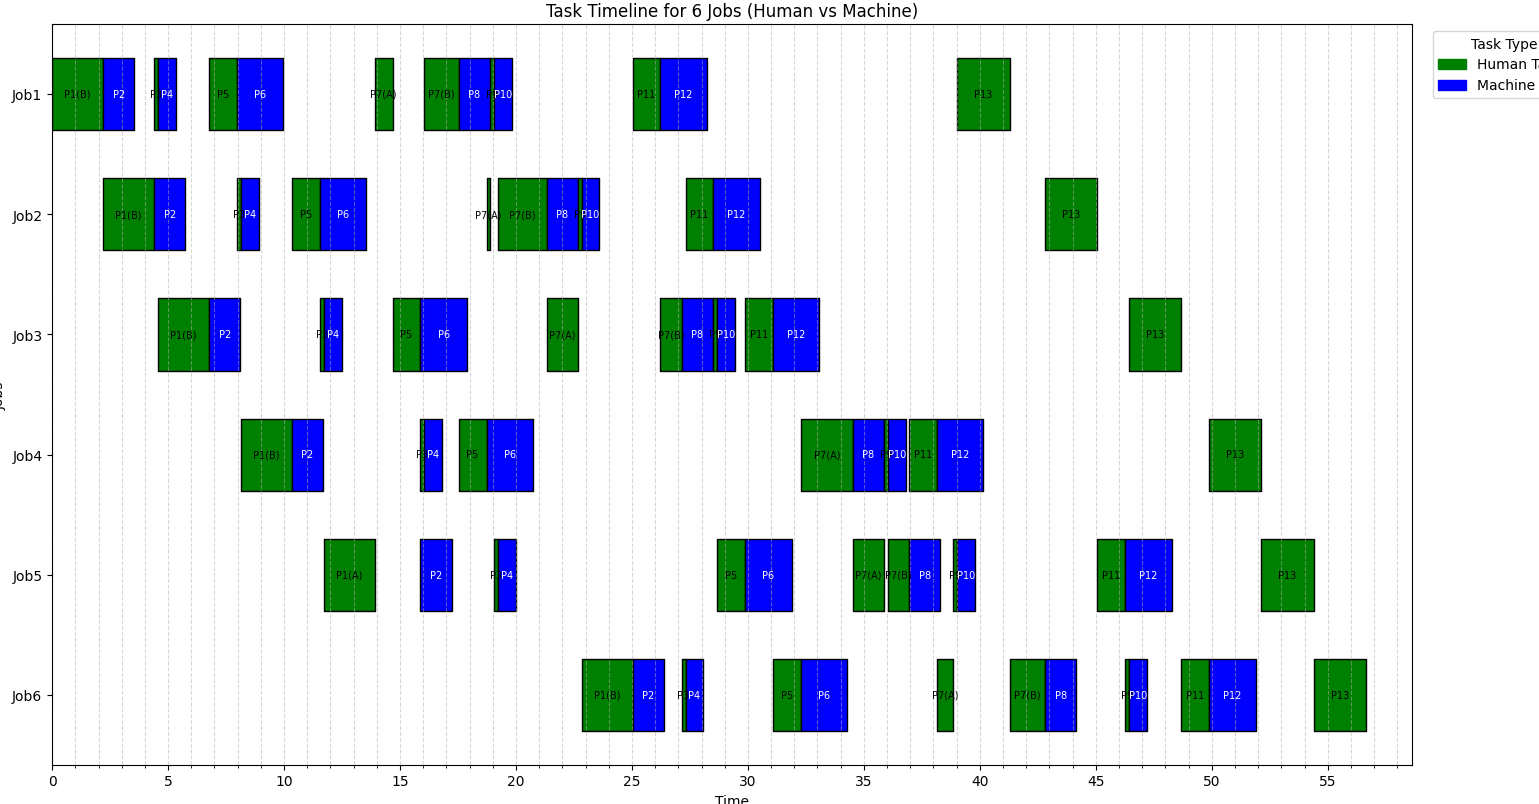 Task Timeline for 6 Jobs (Human vs Machine)
Task Type
Human Ta
Machine
Job1 P1(B) P2 P4 P5 P6 P7(A) P7(B) P8 P10 P11 P12 P13
Job2 P1(B) P2 P4 P5 P6 P7(A) P7(B) P8 P10 P11 P12 P13
Job3 P1(B) P2 P4 P5 P6 P7(A) P7(B) P8 P10 P11 P12 P13
Job4 P1(B) P2 P4 P5 P6 P7(A) P8 P10 P11 P12 P13
Job5 P1(A) P2 P4 P5 P6 P7(A) P7(B) P8 P10 P11 P12 P13
Job6 P1(B) P2 P4 P5 P6 P7(A) P7(B) P8 P10 P11 P12 P13
0 5 10 15 20 25 30 35 40 45 50 55
Time